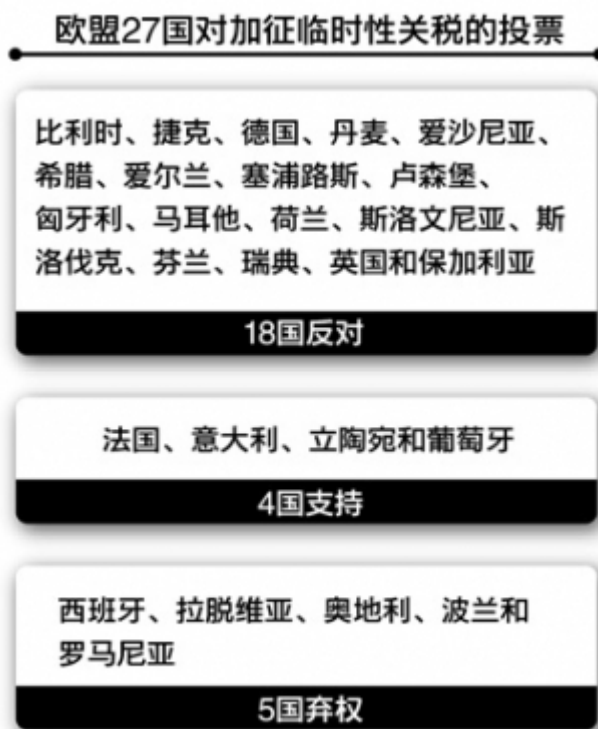 欧盟27国对加征临时性关税的投票
比利时、捷克、德国、丹麦、爱沙尼亚、
希腊、爱尔兰、塞浦路斯、卢森堡、
匈牙利、马耳他、荷兰、斯洛文尼亚、斯
洛伐克、芬兰、瑞典、英国和保加利亚
18国反对
法国、意大利、立陶宛和葡萄牙
4国支持
西班牙、拉脱维亚、奥地利、波兰和
罗马尼亚
5国弃权